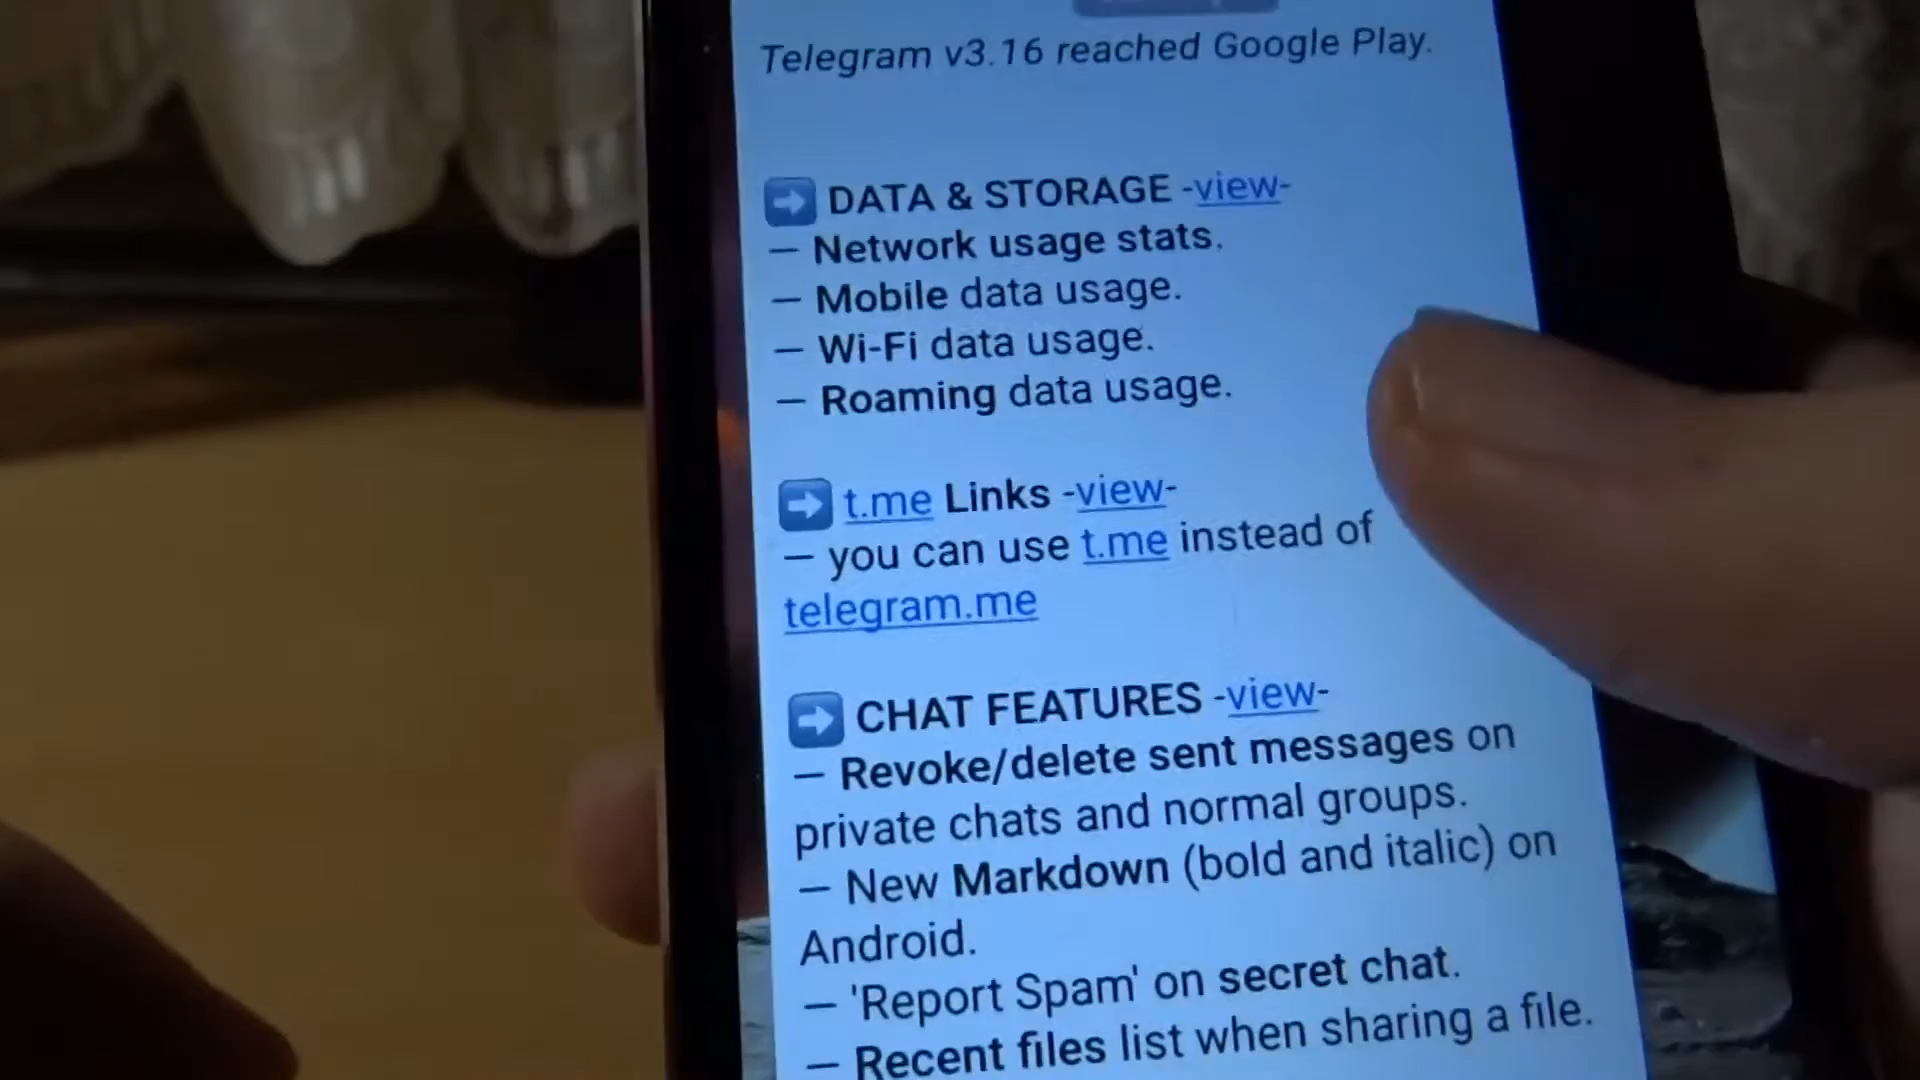 Telegram v3.16 reached Google Play.
➡ DATA & STORAGE -view-
— Network usage stats.
— Mobile data usage.
— Wi-Fi data usage.
— Roaming data usage.
➡ t.me Links -view-
— you can use t.me instead of
telegram.me
➡ CHAT FEATURES -view-
— Revoke/delete sent messages on
private chats and normal groups.
— New Markdown (bold and italic) on
Android.
— 'Report Spam' on secret chat.
— Recent files list when sharing a file.